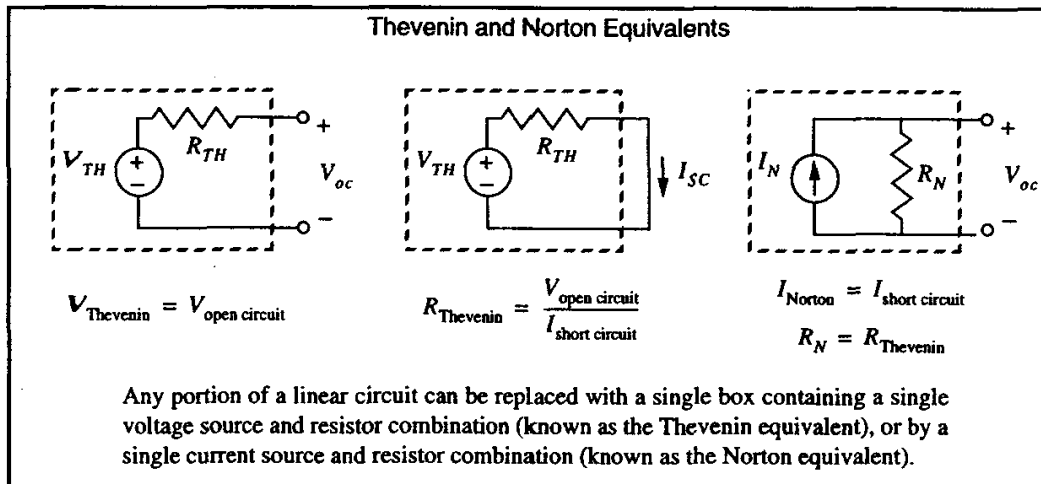 Thevenin and Norton Equivalents
V_TH
+
−
R_TH
+
V_oc
−
V_TH
+
−
R_TH
I_SC
I_N
R_N
+
V_oc
−
V_Thevenin = V_open circuit
R_Thevenin = V_open circuit / I_short circuit
I_Norton = I_short circuit
R_N = R_Thevenin
Any portion of a linear circuit can be replaced with a single box containing a single
voltage source and resistor combination (known as the Thevenin equivalent), or by a
single current source and resistor combination (known as the Norton equivalent).